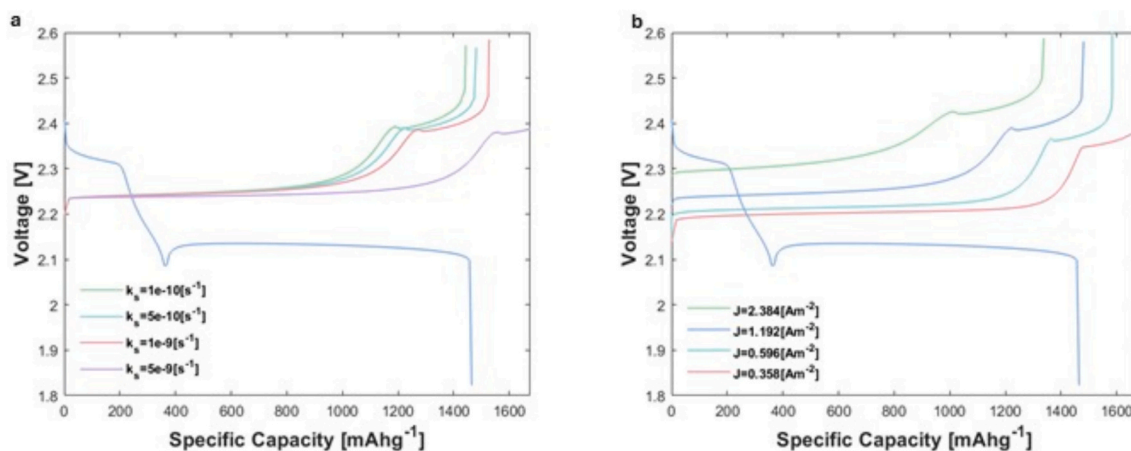 a
2.6
2.5
2.4
2.3
2.2
2.1
2
1.9
1.8
Voltage [V]
k_s=1e-10[s^-1]
k_s=5e-10[s^-1]
k_s=1e-9[s^-1]
k_s=5e-9[s^-1]
0 200 400 600 800 1000 1200 1400 1600
Specific Capacity [mAhg^-1]
b
2.6
2.5
2.4
2.3
2.2
2.1
2
1.9
1.8
Voltage [V]
J=2.384[Am^-2]
J=1.192[Am^-2]
J=0.596[Am^-2]
J=0.358[Am^-2]
0 200 400 600 800 1000 1200 1400 1600
Specific Capacity [mAhg^-1]